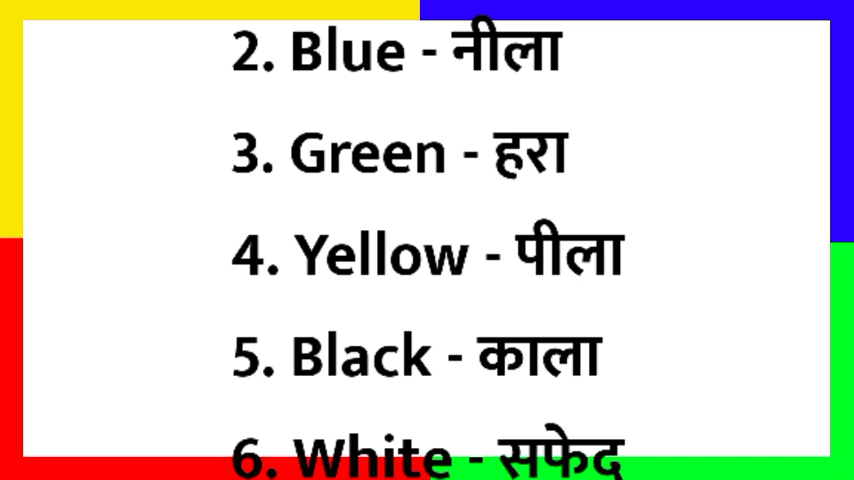 2. Blue - नीला
3. Green - हरा
4. Yellow - पीला
5. Black - काला
6. White - सफेद